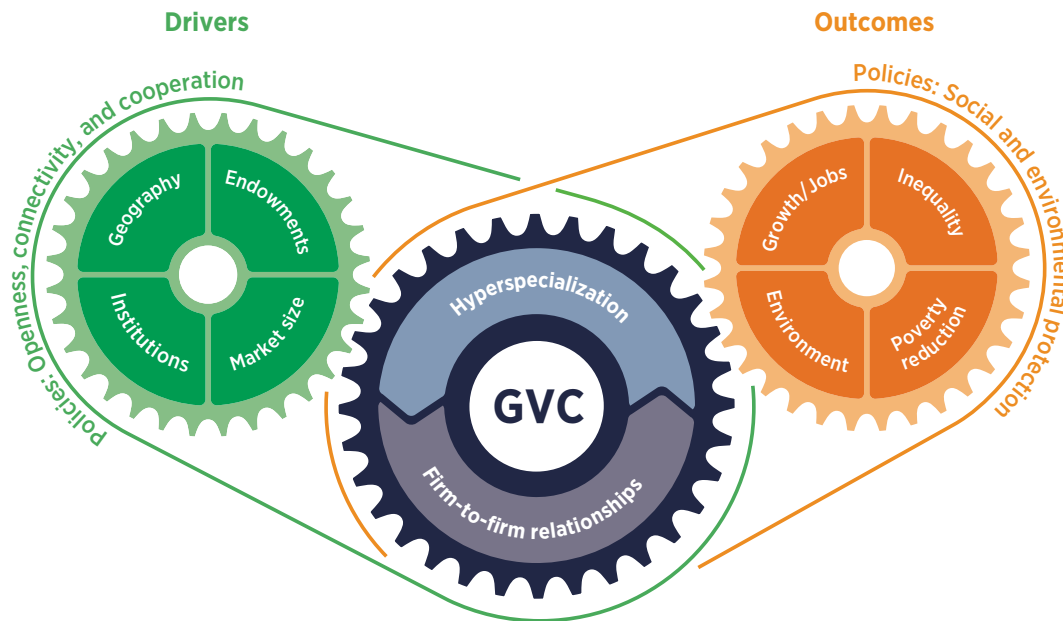 Drivers
Outcomes
Policies: Openness, connectivity, and cooperation
Policies: Social and environmental protection
Geography
Endowments
Institutions
Market size
Hyperspecialization
GVC
Firm-to-firm relationships
Growth/Jobs
Inequality
Environment
Poverty
reduction